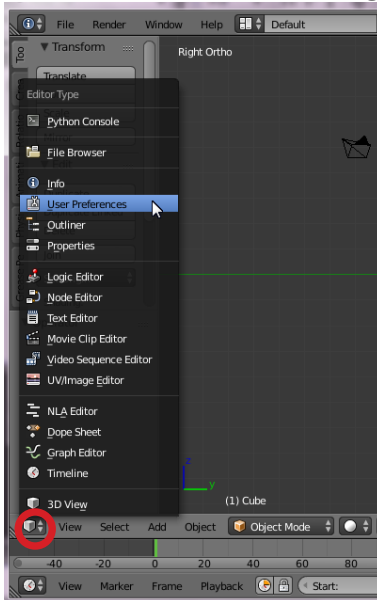 File Render Window Help Default
Transform
Right Ortho
Translate
Editor Type
Python Console
File Browser
Info
User Preferences
Outliner
Properties
Logic Editor
Node Editor
Text Editor
Movie Clip Editor
Video Sequence Editor
UV/Image Editor
NLA Editor
Dope Sheet
Graph Editor
Timeline
3D View
z
y
(1) Cube
View Select Add Object Object Mode
-40 -20 0 20 40 60 80
View Marker Frame Playback Start: